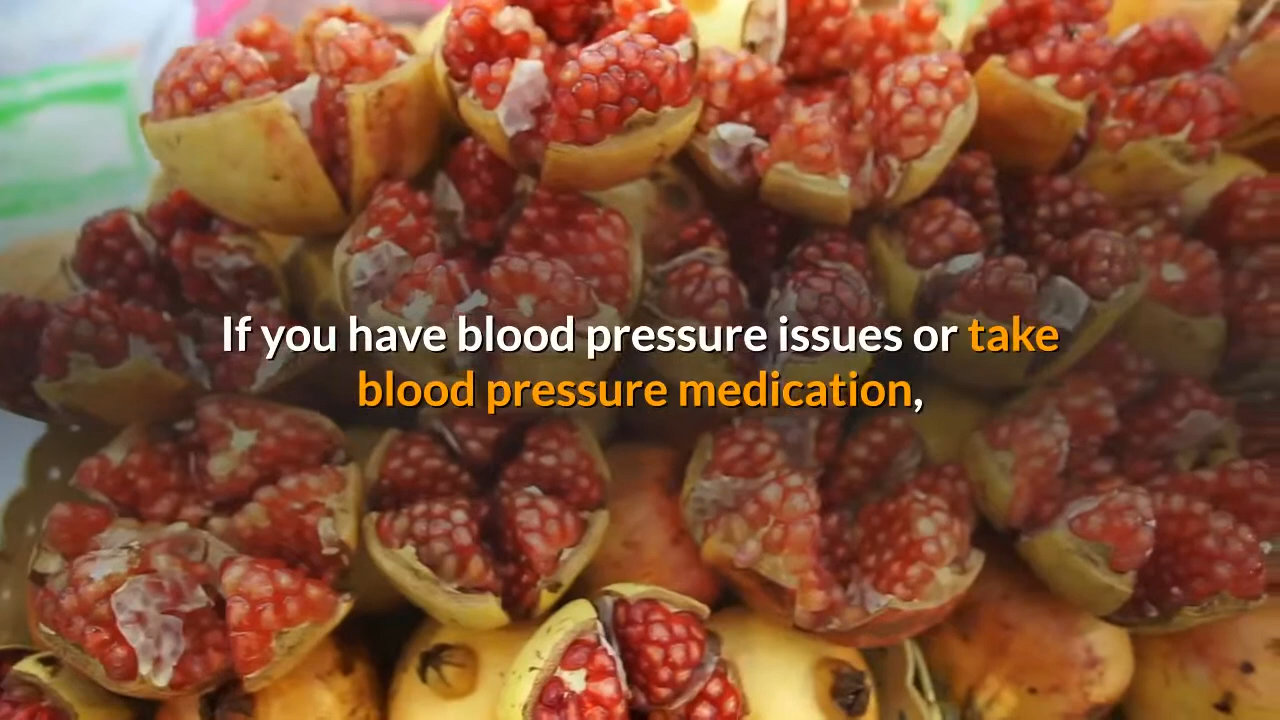 If you have blood pressure issues or take
blood pressure medication,